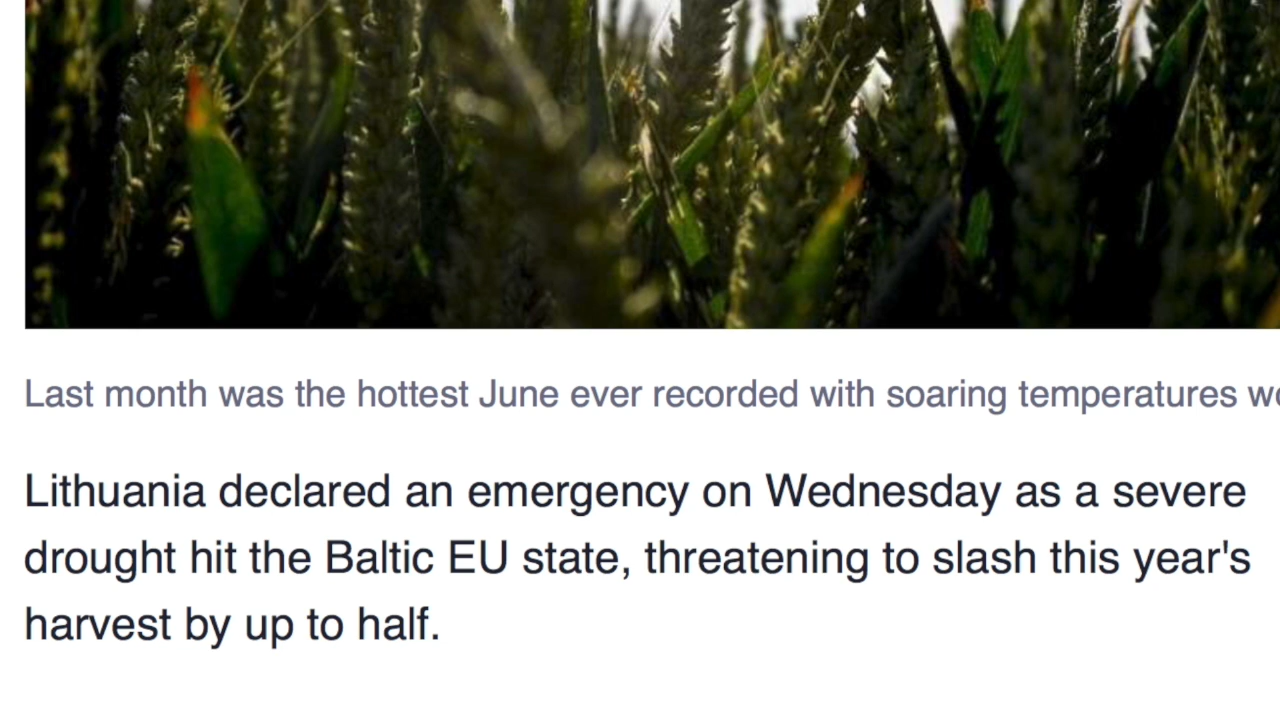 Last month was the hottest June ever recorded with soaring temperatures
Lithuania declared an emergency on Wednesday as a severe
drought hit the Baltic EU state, threatening to slash this year's
harvest by up to half.